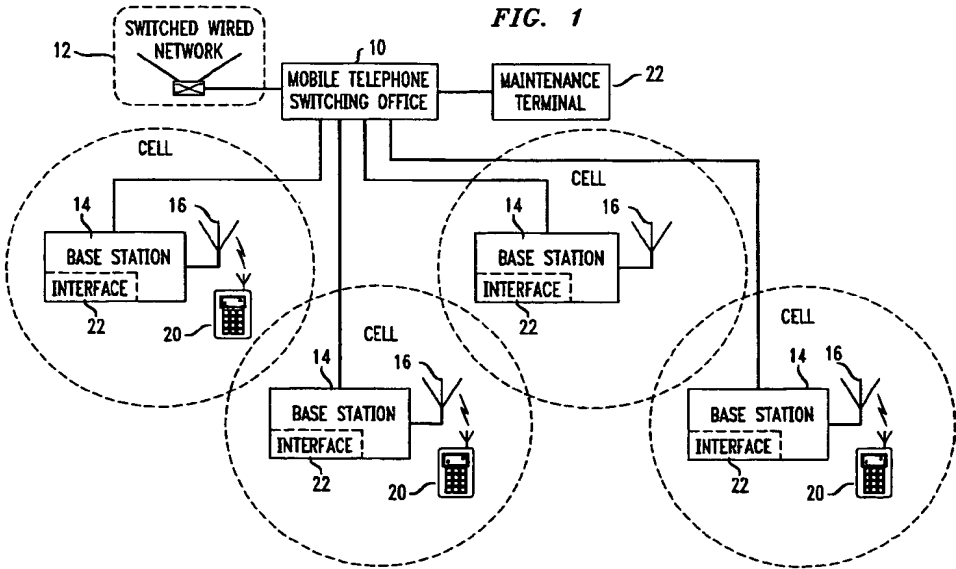 FIG. 1
SWITCHED WIRED
NETWORK
12
10
MOBILE TELEPHONE
SWITCHING OFFICE
MAINTENANCE
TERMINAL
22
CELL
14
16
BASE STATION
INTERFACE
22
20
CELL
14
16
BASE STATION
INTERFACE
22
CELL
14
16
BASE STATION
INTERFACE
22
20
CELL
14
16
BASE STATION
INTERFACE
22
20